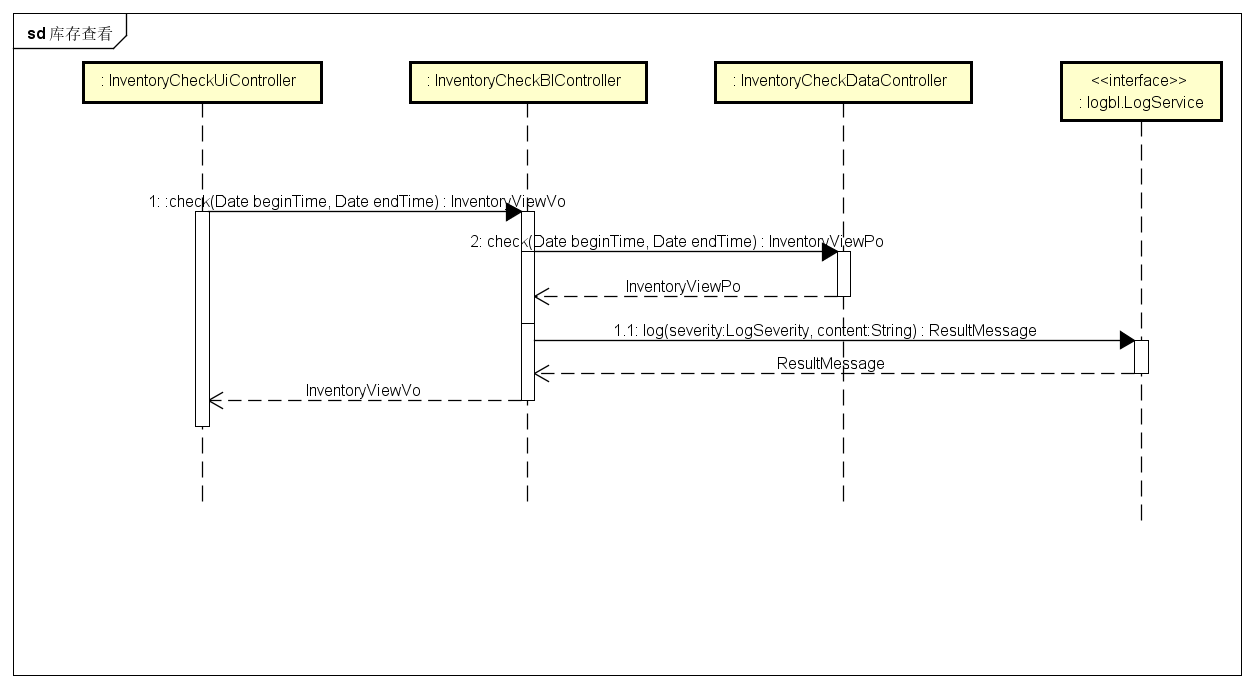 sd 库存查看
: InventoryCheckUiController
: InventoryCheckBlController
: InventoryCheckDataController
<<interface>>
: logbl.LogService
1: :check(Date beginTime, Date endTime) : InventoryViewVo
2: check(Date beginTime, Date endTime) : InventoryViewPo
InventoryViewPo
1.1: log(severity:LogSeverity, content:String) : ResultMessage
ResultMessage
InventoryViewVo